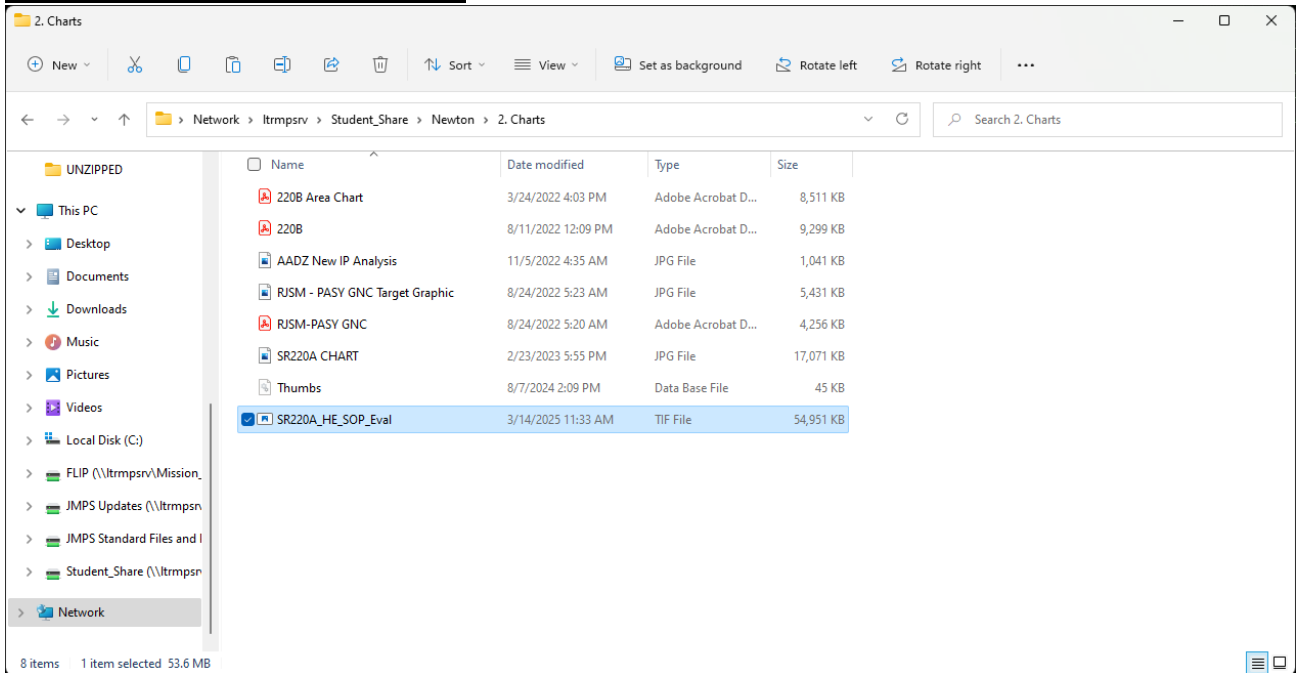 2. Charts
New Sort View Set as background Rotate left Rotate right ...
Network > ltrmpsrv > Student_Share > Newton > 2. Charts Search 2. Charts
UNZIPPED
This PC
Desktop
Documents
Downloads
Music
Pictures
Videos
Local Disk (C:)
FLIP (\\ltrmpsrv\Mission_
JMPS Updates (\\ltrmpsrv
JMPS Standard Files and I
Student_Share (\\ltrmpsrv
Network
Name Date modified Type Size
220B Area Chart 3/24/2022 4:03 PM Adobe Acrobat D... 8,511 KB
220B 8/11/2022 12:09 PM Adobe Acrobat D... 9,299 KB
AADZ New IP Analysis 11/5/2022 4:35 AM JPG File 1,041 KB
RJSM - PASY GNC Target Graphic 8/24/2022 5:23 AM JPG File 5,431 KB
RJSM-PASY GNC 8/24/2022 5:20 AM Adobe Acrobat D... 4,256 KB
SR220A CHART 2/23/2023 5:55 PM JPG File 17,071 KB
Thumbs 8/7/2024 2:09 PM Data Base File 45 KB
SR220A_HE_SOP_Eval 3/14/2025 11:33 AM TIF File 54,951 KB
8 items 1 item selected 53.6 MB